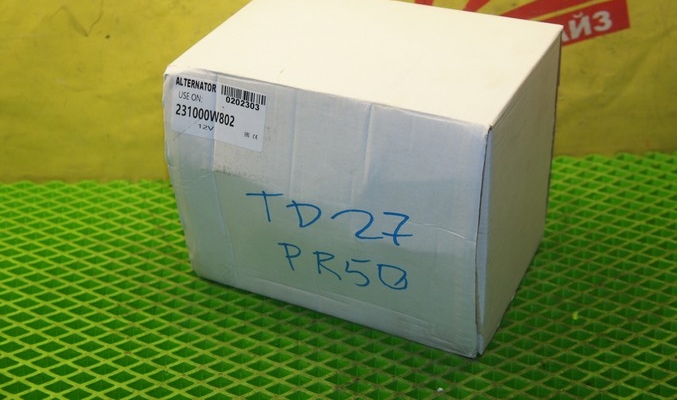 ALTERNATOR
0202303
USE ON:
231000W802
12V
TD27
PR50
АЙЗ